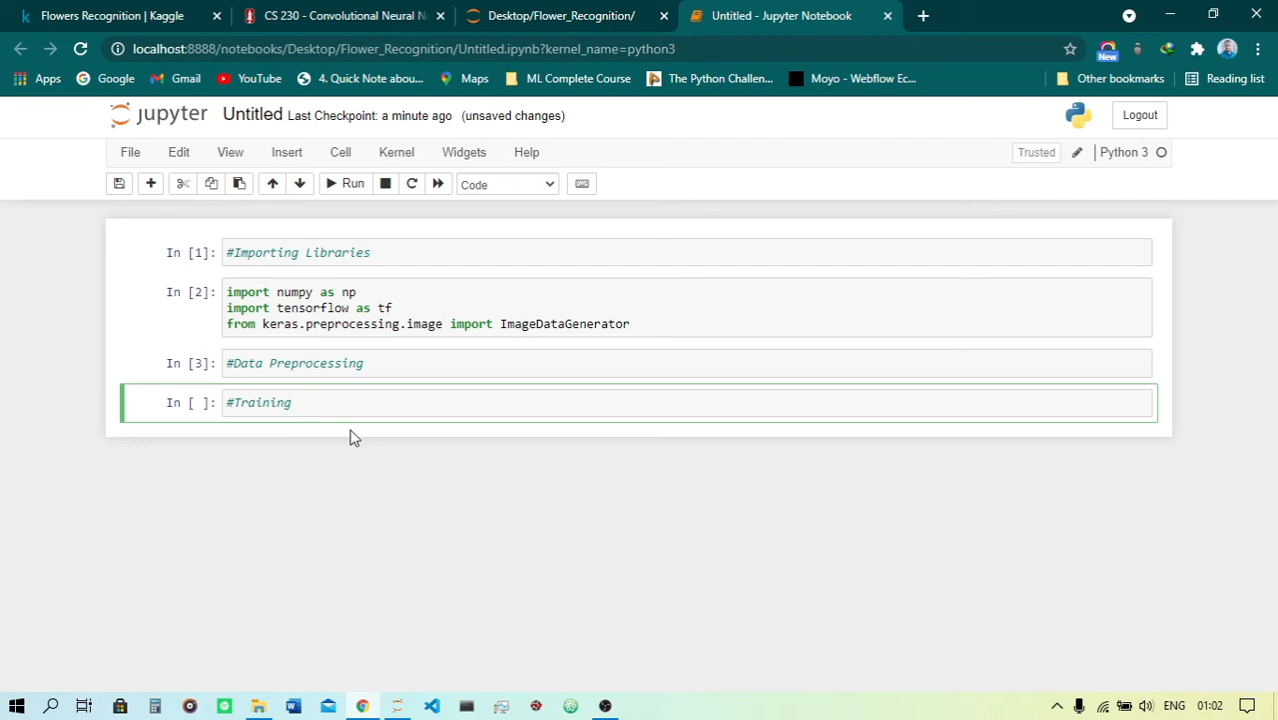 Flowers Recognition | Kaggle
CS 230 - Convolutional Neural N
Desktop/Flower_Recognition/
Untitled - Jupyter Notebook
localhost:8888/notebooks/Desktop/Flower_Recognition/Untitled.ipynb?kernel_name=python3
New
Apps
Google
Gmail
YouTube
4. Quick Note abou...
Maps
ML Complete Course
The Python Challen...
Moyo - Webflow Ec...
Other bookmarks
Reading list
jupyter Untitled Last Checkpoint: a minute ago (unsaved changes)
Logout
File Edit View Insert Cell Kernel Widgets Help
Trusted
Python 3
Run
Code
In [1]: #Importing Libraries
In [2]: import numpy as np
import tensorflow as tf
from keras.preprocessing.image import ImageDataGenerator
In [3]: #Data Preprocessing
In [ ]: #Training
ENG 01:02